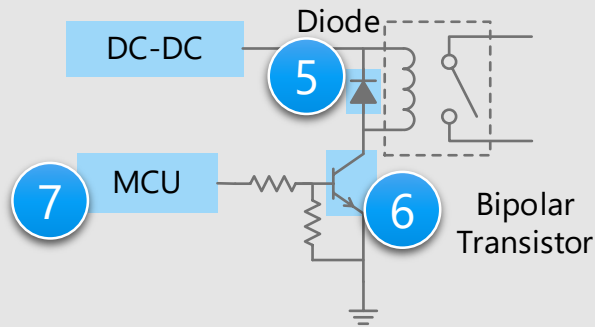 Diode
DC-DC
5
MCU
7
6
Bipolar
Transistor